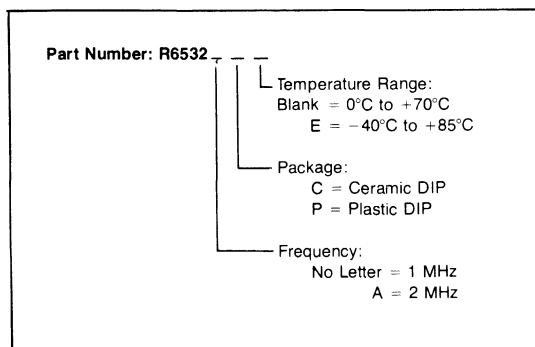 Part Number: R6532 _ _ _
Temperature Range:
Blank = 0°C to +70°C
E = −40°C to +85°C
Package:
C = Ceramic DIP
P = Plastic DIP
Frequency:
No Letter = 1 MHz
A = 2 MHz